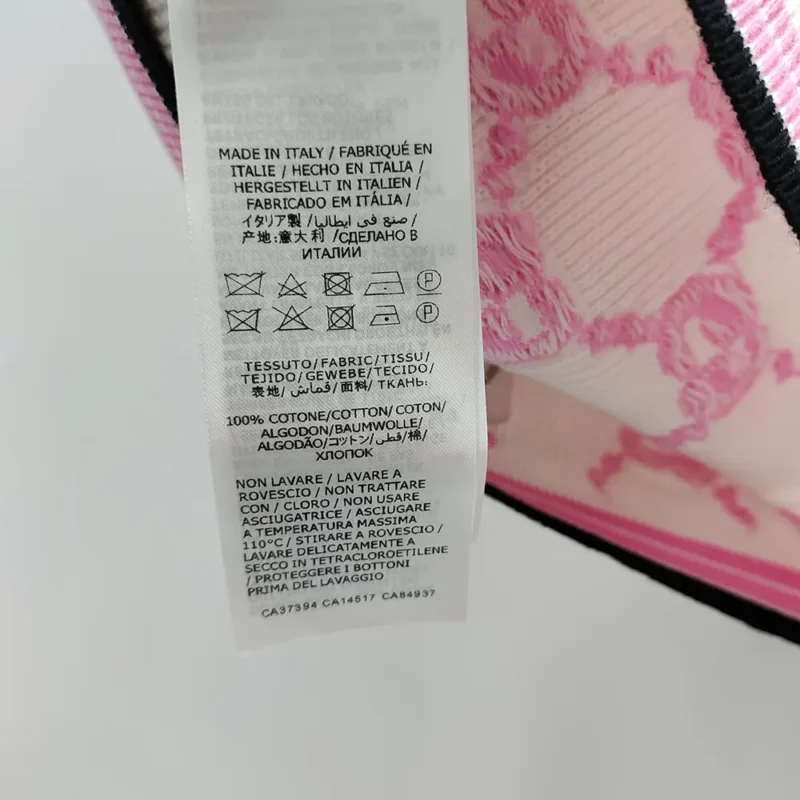 MADE IN ITALY / FABRIQUÉ EN
ITALIE / HECHO EN ITALIA /
HERGESTELLT IN ITALIEN /
FABRICADO EM ITÁLIA /
イタリア製 / صنع في ايطاليا /
产地:意大利 /СДЕЛАНО В
ИТАЛИИ
P
P
TESSUTO/FABRIC/TISSU/
TEJIDO/GEWEBE/TECIDO/
表地/ قماش /面料/ ТКАНЬ:
100% COTONE/COTTON/ COTON/
ALGODON/BAUMWOLLE/
ALGODÃO/コットン/قطن/棉/
ХЛОПОК
NON LAVARE / LAVARE A
ROVESCIO / NON TRATTARE
CON / CLORO / NON USARE
ASCIUGATRICE / ASCIUGARE
A TEMPERATURA MASSIMA
110°C / STIRARE A ROVESCIO /
LAVARE DELICATAMENTE A
SECCO IN TETRACLOROETILENE
/ PROTEGGERE I BOTTONI
PRIMA DEL LAVAGGIO
CA37394 CA14517 CA84937